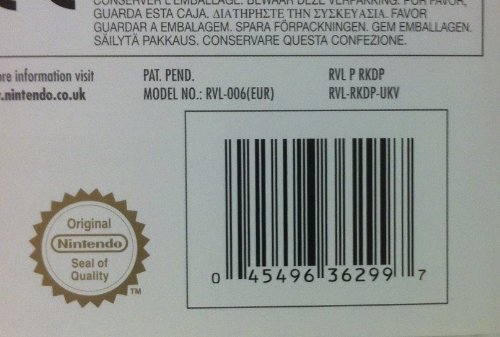 CONSERVER L'EMBALLAGE. BEWAAR DEZE VERPAKKING. POR FAVOR,
GUARDA ESTA CAJA. ΔΙΑΤΗΡΗΣΤΕ ΤΗΝ ΣΥΣΚΕΥΑΣΙΑ. FAVOR
GUARDAR A EMBALAGEM. SPARA FÖRPACKNINGEN. GEM EMBALLAGEN.
SÄILYTÄ PAKKAUS. CONSERVARE QUESTA CONFEZIONE.
re information visit
.nintendo.co.uk
PAT. PEND.
MODEL NO.: RVL-006(EUR)
RVL P RKDP
RVL-RKDP-UKV
Original
Nintendo
Seal of
Quality
TM
0 45496 36299 7